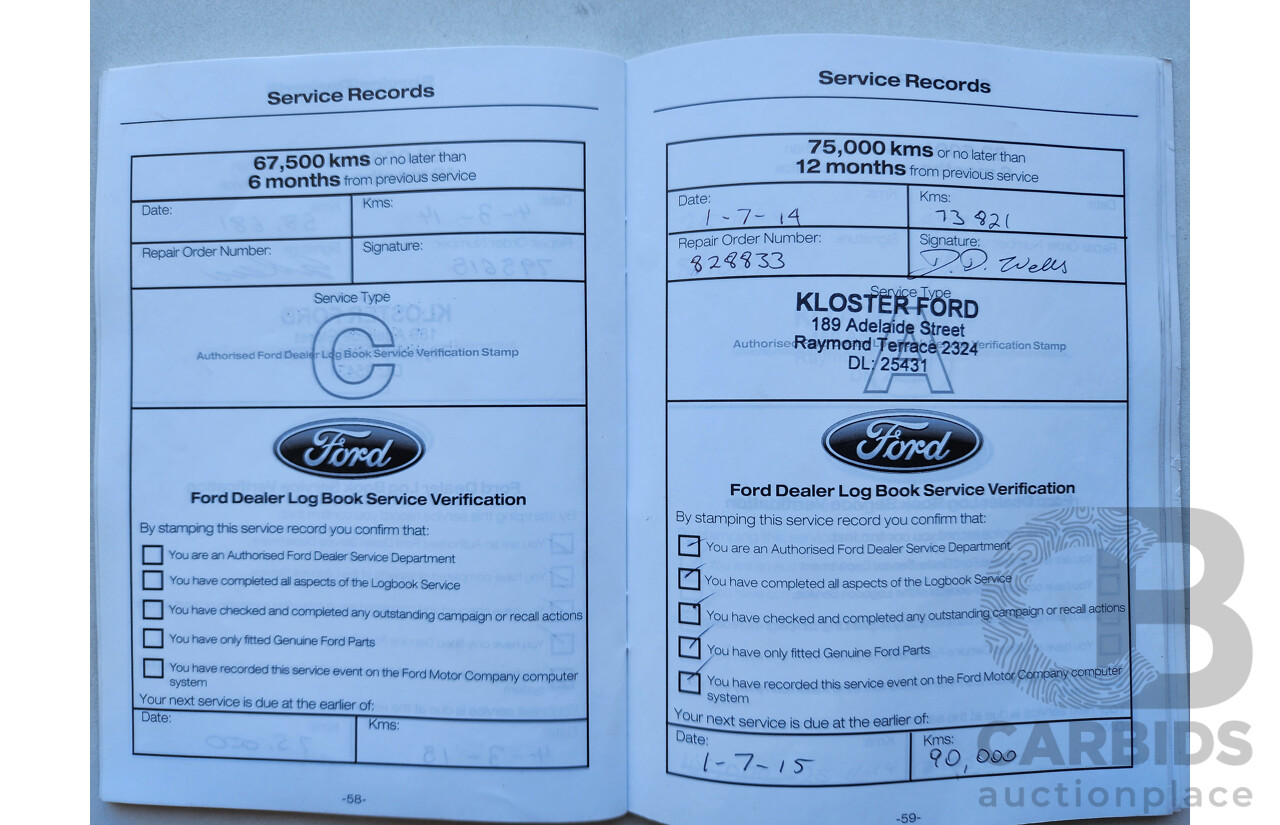 Service Records
67,500 kms or no later than
6 months from previous service
Date:
Kms:
Repair Order Number:
Signature:
Service Type
C
Authorised Ford Dealer Log Book Service Verification Stamp
Ford
Ford Dealer Log Book Service Verification
By stamping this service record you confirm that:
You are an Authorised Ford Dealer Service Department
You have completed all aspects of the Logbook Service
You have checked and completed any outstanding campaign or recall actions
You have only fitted Genuine Ford Parts
You have recorded this service event on the Ford Motor Company computer
system
Your next service is due at the earlier of:
Date:
Kms:
-58-
Service Records
75,000 kms or no later than
12 months from previous service
Date:
1-7-14
Kms:
73821
Repair Order Number:
828833
Signature:
D.D. Wells
Service Type
KLOSTER FORD
189 Adelaide Street
Raymond Terrace 2324
DL: 25431
A
Authorised Verification Stamp
Ford
Ford Dealer Log Book Service Verification
By stamping this service record you confirm that:
You are an Authorised Ford Dealer Service Department
You have completed all aspects of the Logbook Service
You have checked and completed any outstanding campaign or recall actions
You have only fitted Genuine Ford Parts
You have recorded this service event on the Ford Motor Company computer
system
Your next service is due at the earlier of:
Date:
1-7-15
Kms:
90,000
-59-
CB
CARBIDS
auctionplace